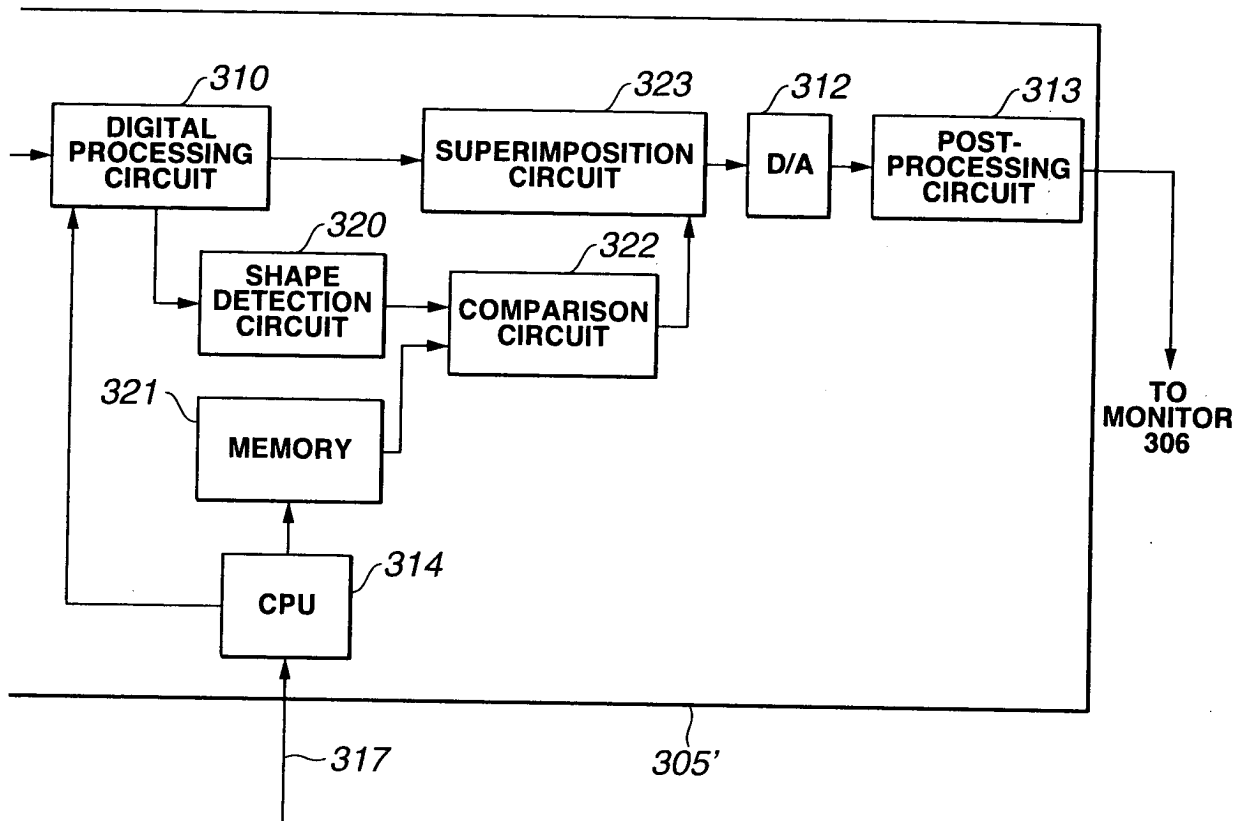 310
DIGITAL
PROCESSING
CIRCUIT
323
SUPERIMPOSITION
CIRCUIT
312
D/A
313
POST-
PROCESSING
CIRCUIT
320
SHAPE
DETECTION
CIRCUIT
322
COMPARISON
CIRCUIT
321
MEMORY
TO
MONITOR
306
314
CPU
317
305'